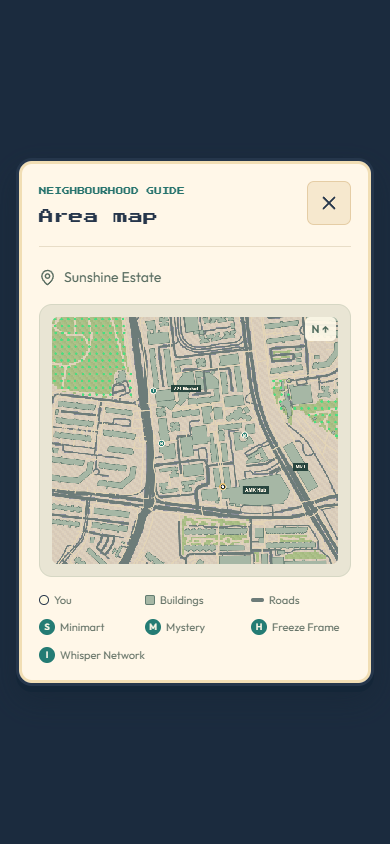 NEIGHBOURHOOD GUIDE
Area map
Sunshine Estate
N ↑
AMK Hub
You
Buildings
Roads
S Minimart
M Mystery
H Freeze Frame
I Whisper Network